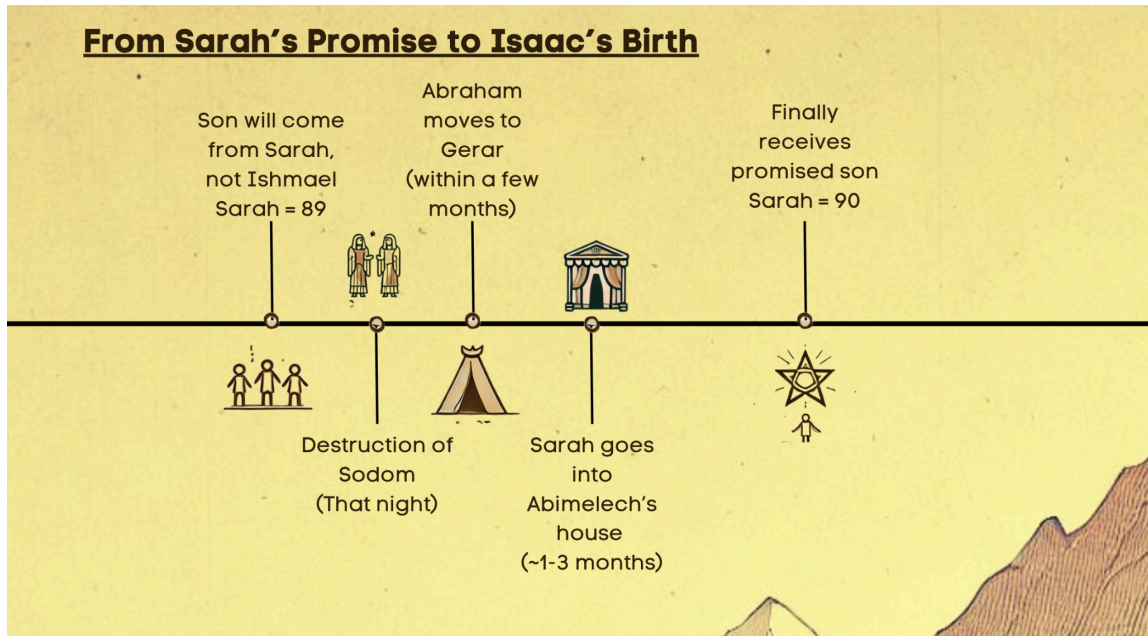 From Sarah's Promise to Isaac's Birth
Son will come
from Sarah,
not Ishmael
Sarah = 89
Destruction of
Sodom
(That night)
Abraham
moves to
Gerar
(within a few
months)
Sarah goes
into
Abimelech's
house
(~1-3 months)
Finally
receives
promised son
Sarah = 90